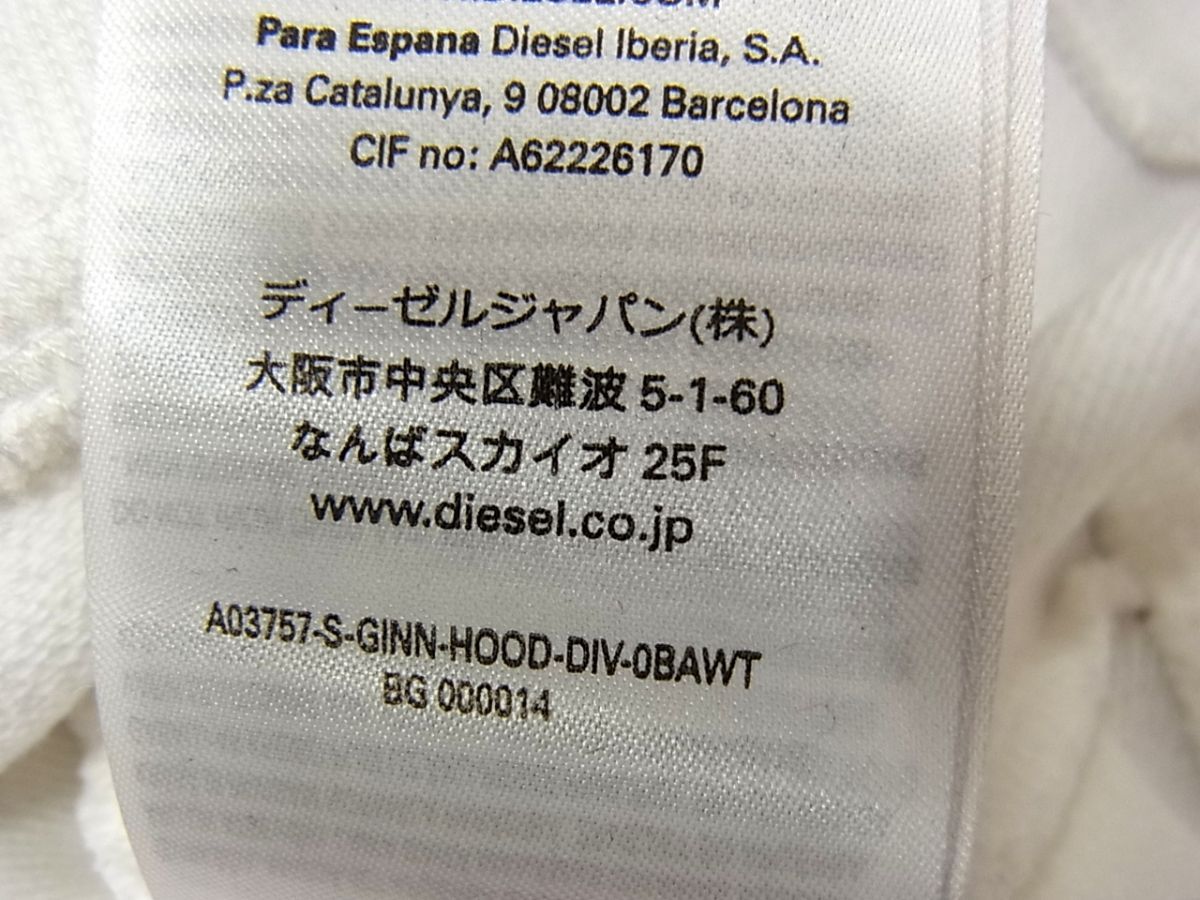 Para Espana Diesel Iberia, S.A.
P.za Catalunya, 9 08002 Barcelona
CIF no: A62226170
ディーゼルジャパン(株)
大阪市中央区難波 5-1-60
なんばスカイオ 25F
www.diesel.co.jp
A03757-S-GINN-HOOD-DIV-0BAWT
BG 000014